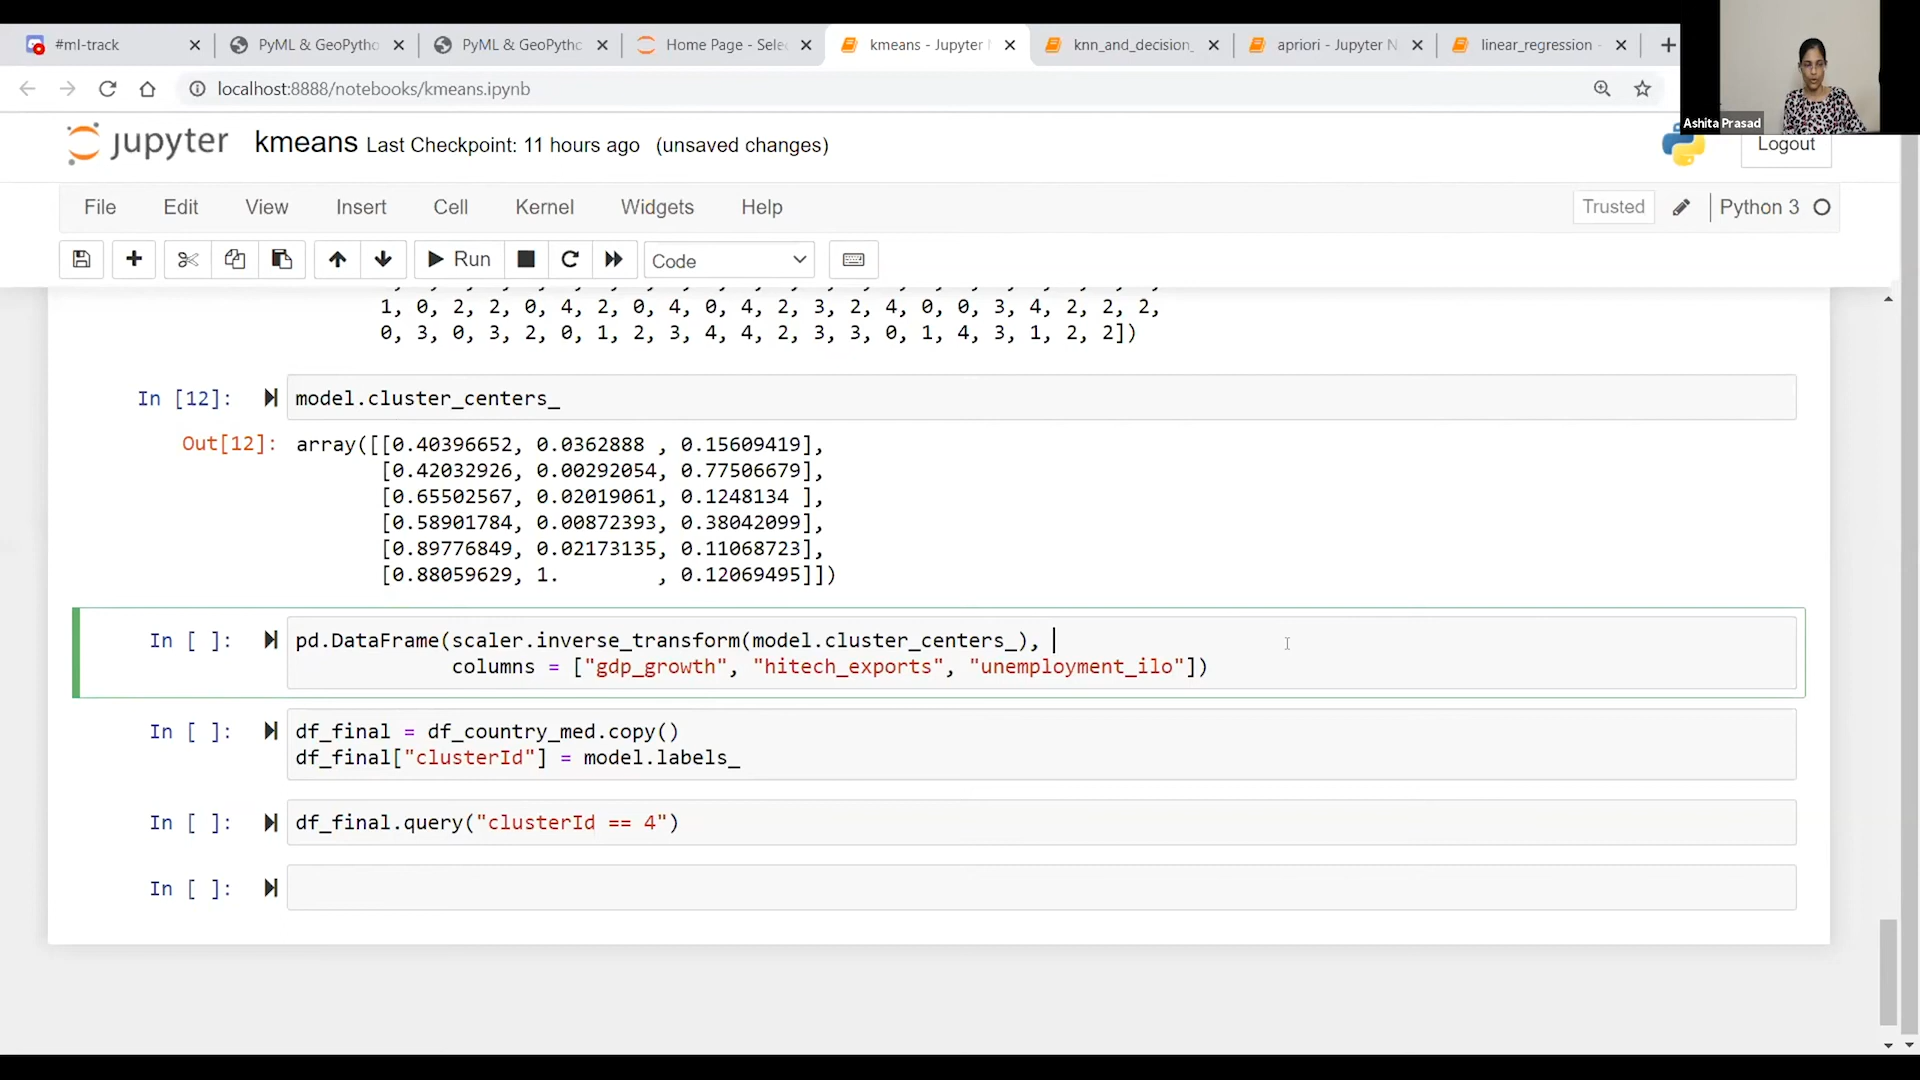 #ml-track
PyML & GeoPytho
PyML & GeoPythc
Home Page - Sele
kmeans - Jupyter
knn_and_decision_
apriori - Jupyter N
linear_regression -
localhost:8888/notebooks/kmeans.ipynb
Ashita Prasad
jupyter kmeans Last Checkpoint: 11 hours ago (unsaved changes)
Logout
File Edit View Insert Cell Kernel Widgets Help
Trusted Python 3
Run Code
1, 0, 2, 2, 0, 4, 2, 0, 4, 0, 4, 2, 3, 2, 4, 0, 0, 3, 4, 2, 2, 2,
0, 3, 0, 3, 2, 0, 1, 2, 3, 4, 4, 2, 3, 3, 0, 1, 4, 3, 1, 2, 2])
In [12]: model.cluster_centers_
Out[12]: array([[0.40396652, 0.0362888 , 0.15609419],
[0.42032926, 0.00292054, 0.77506679],
[0.65502567, 0.02019061, 0.1248134 ],
[0.58901784, 0.00872393, 0.38042099],
[0.89776849, 0.02173135, 0.11068723],
[0.88059629, 1. , 0.12069495]])
In [ ]: pd.DataFrame(scaler.inverse_transform(model.cluster_centers_),
columns = ["gdp_growth", "hitech_exports", "unemployment_ilo"])
In [ ]: df_final = df_country_med.copy()
df_final["clusterId"] = model.labels_
In [ ]: df_final.query("clusterId == 4")
In [ ]: